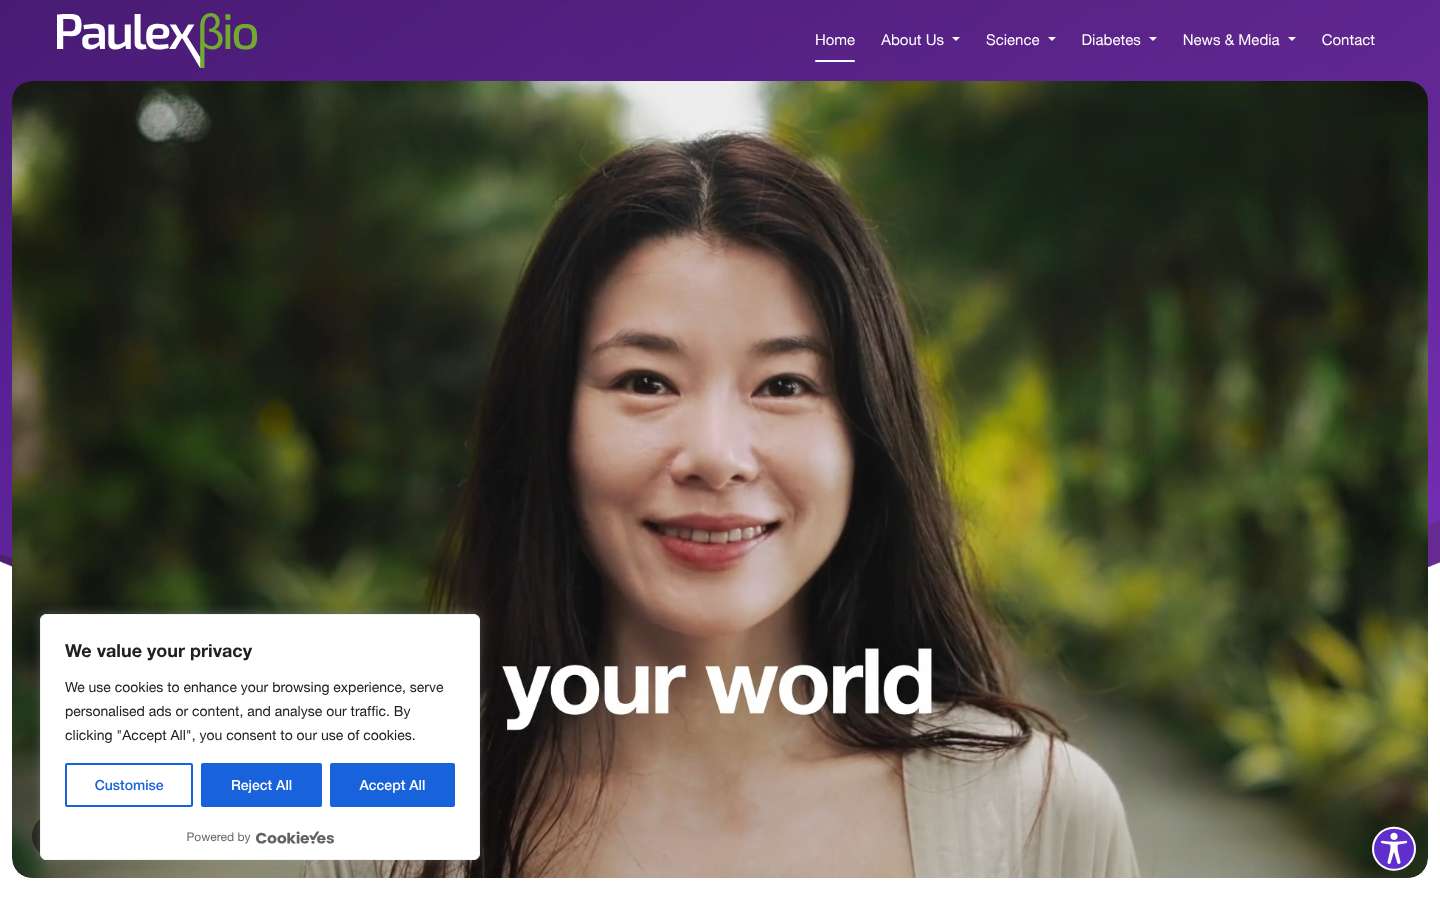 Paulexβio
Home
About Us
Science
Diabetes
News & Media
Contact
your world
We value your privacy
We use cookies to enhance your browsing experience, serve
personalised ads or content, and analyse our traffic. By
clicking "Accept All", you consent to our use of cookies.
Customise
Reject All
Accept All
Powered by CookieYes